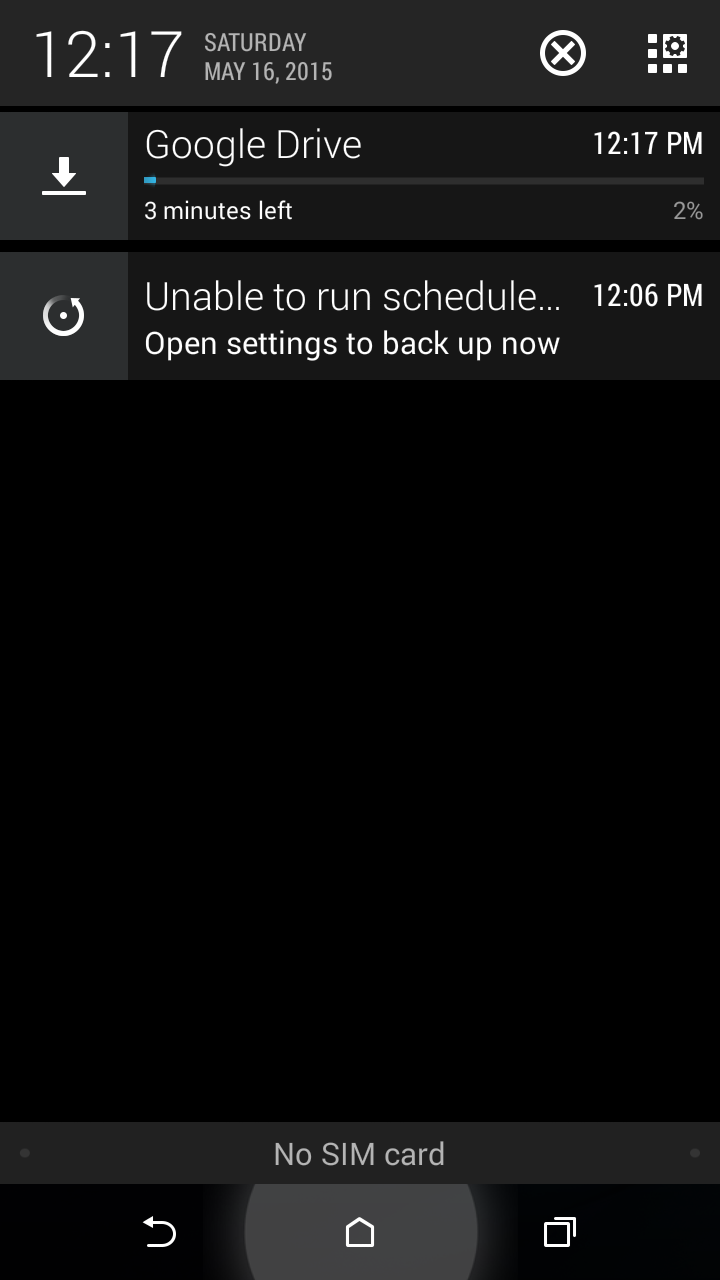 12:17
SATURDAY
MAY 16, 2015
Google Drive
12:17 PM
3 minutes left
2%
Unable to run schedule...
12:06 PM
Open settings to back up now
No SIM card